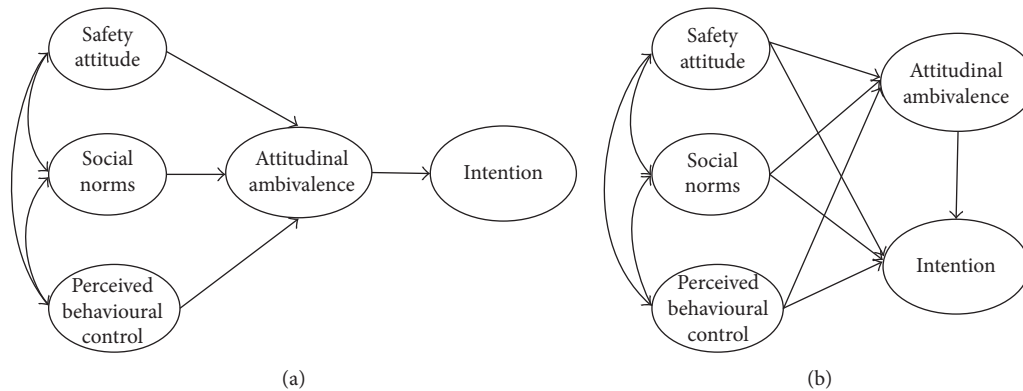 Safety
attitude
Social
norms
Perceived
behavioural
control
Attitudinal
ambivalence
Intention
(a)
Safety
attitude
Social
norms
Perceived
behavioural
control
Attitudinal
ambivalence
Intention
(b)